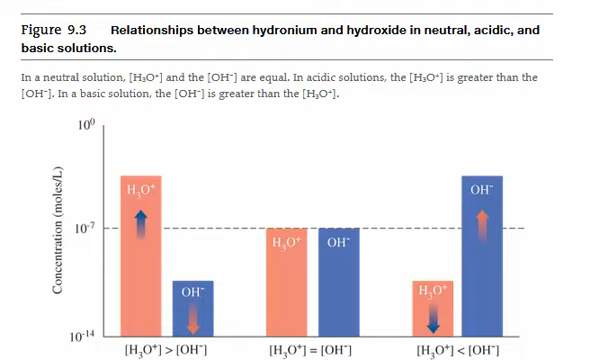 Figure 9.3 Relationships between hydronium and hydroxide in neutral, acidic, and
basic solutions.
In a neutral solution, [H₃O⁺] and the [OH⁻] are equal. In acidic solutions, the [H₃O⁺] is greater than the
[OH⁻]. In a basic solution, the [OH⁻] is greater than the [H₃O⁺].
10⁰
Concentration (moles/L)
H₃O⁺
OH⁻
10⁻⁷
H₃O⁺
OH⁻
OH⁻
H₃O⁺
10⁻¹⁴
[H₃O⁺] > [OH⁻]
[H₃O⁺] = [OH⁻]
[H₃O⁺] < [OH⁻]